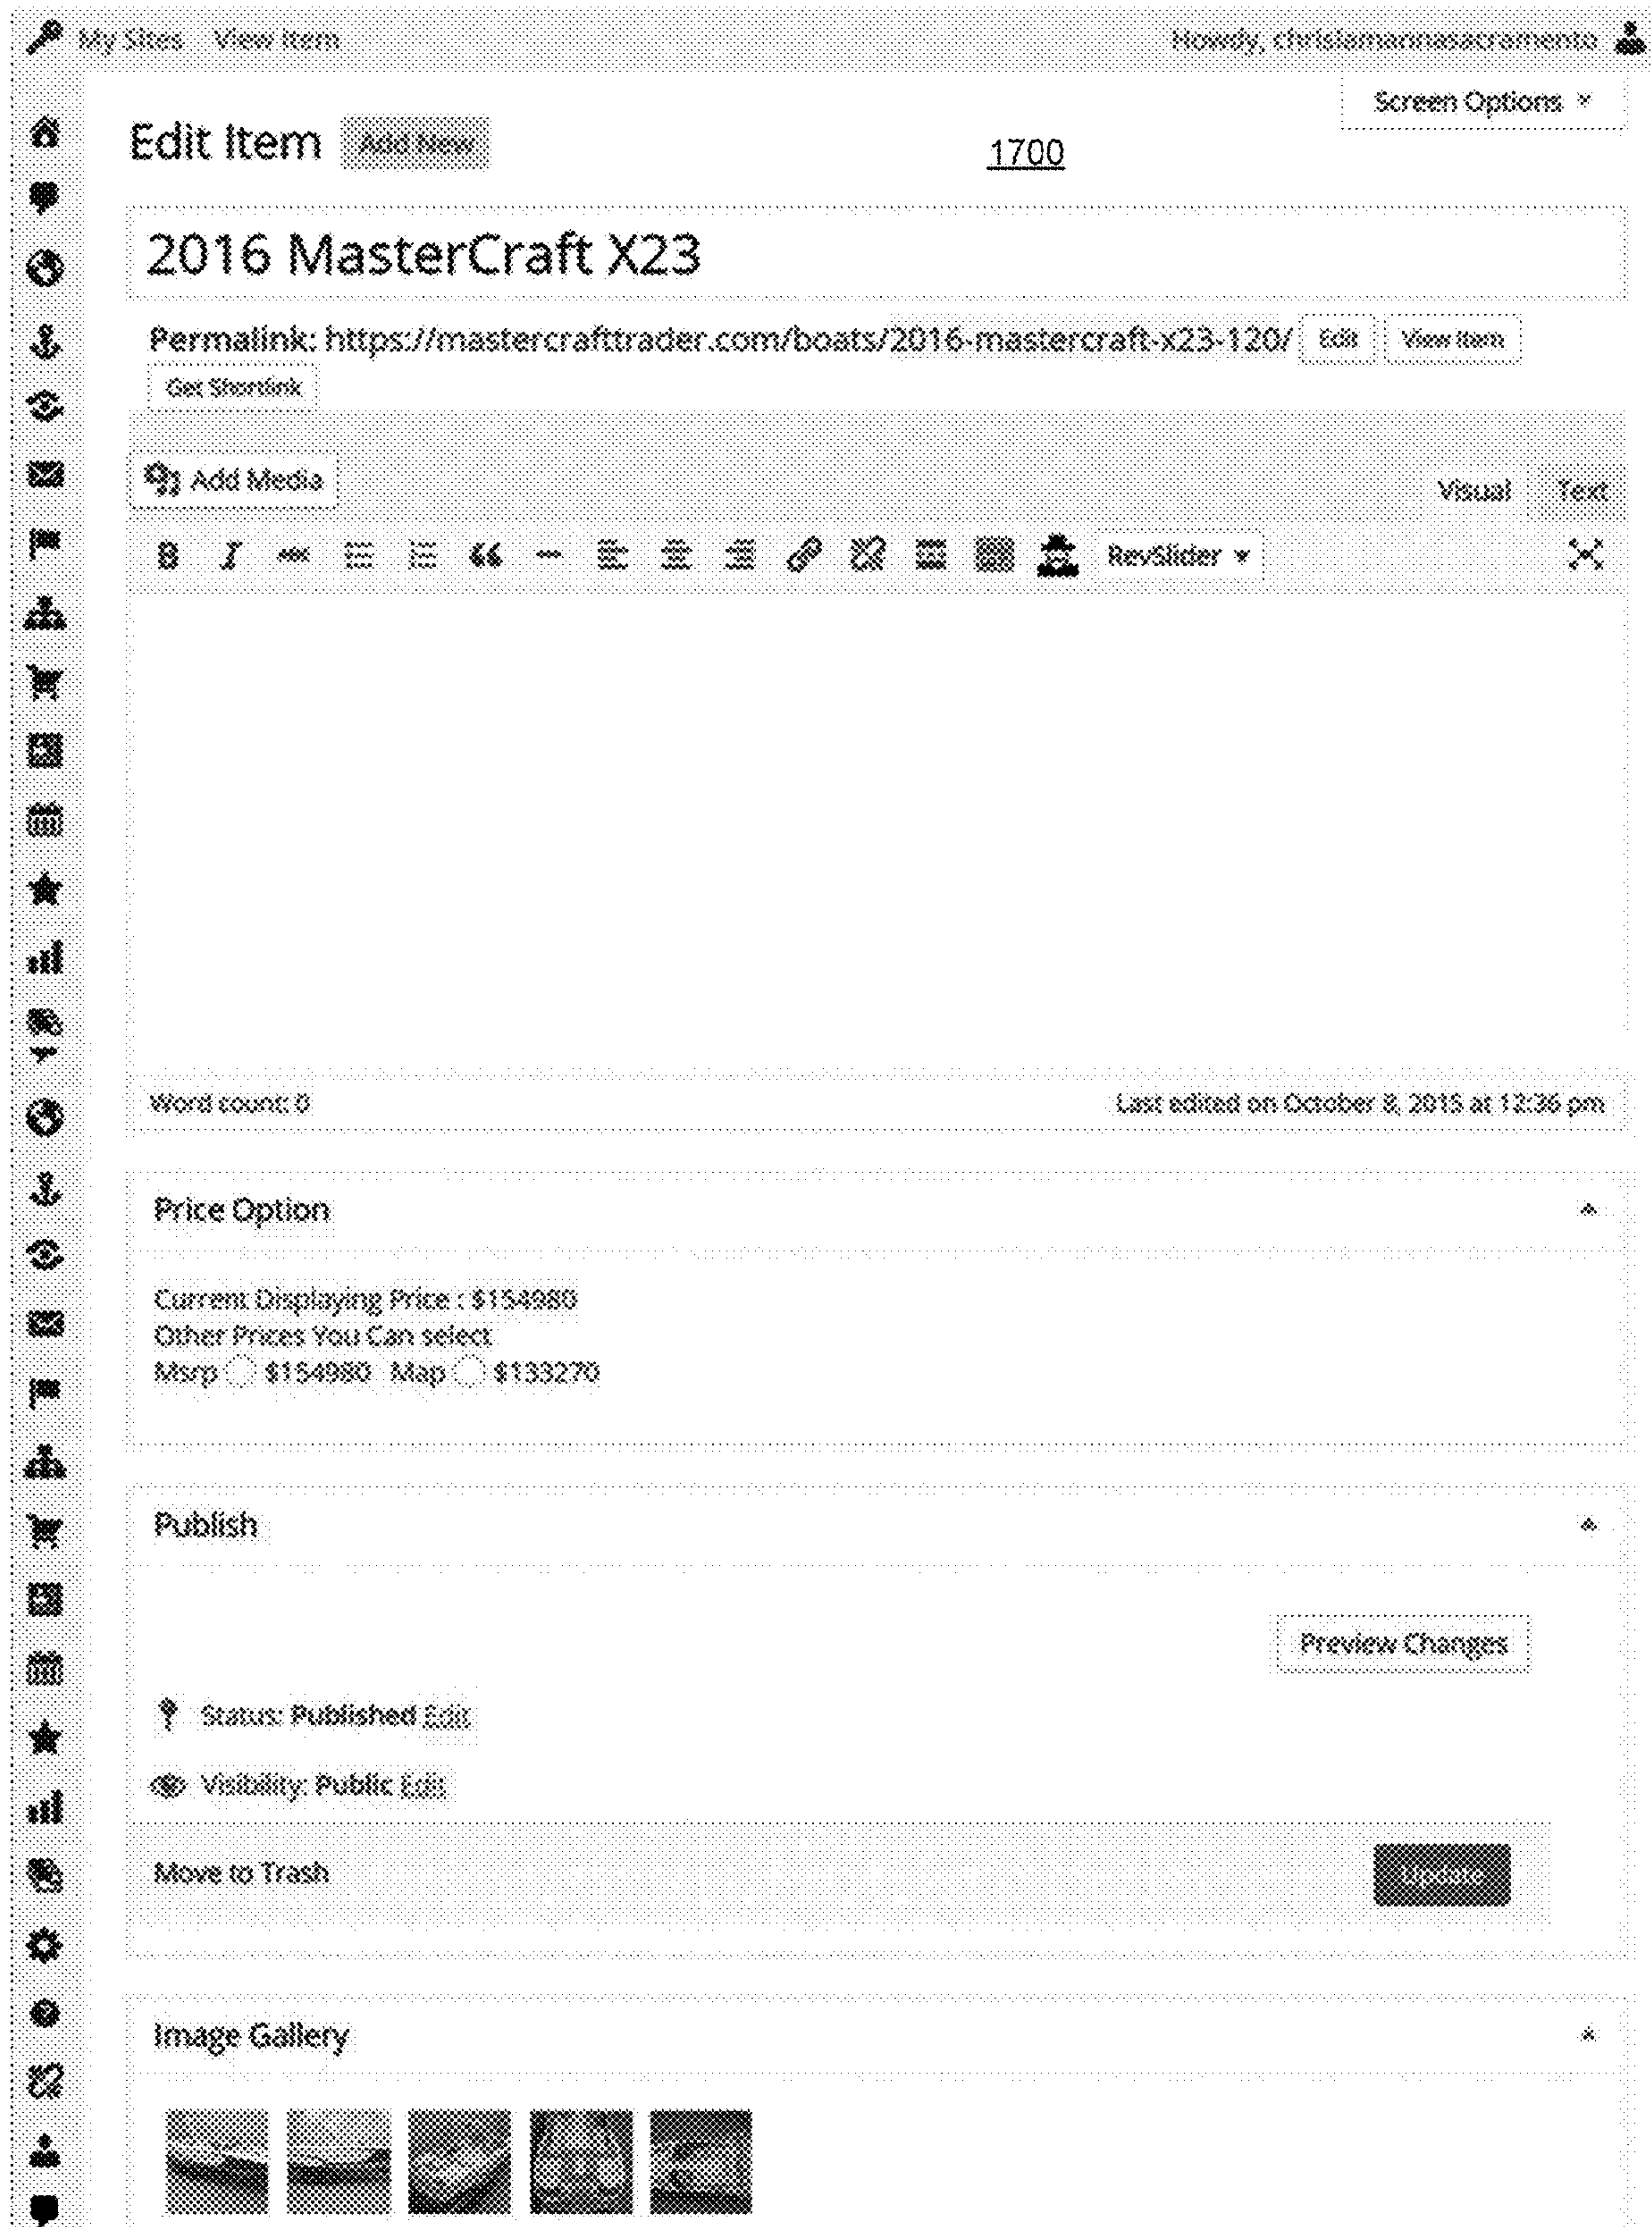 My Sites View Item Howdy, chrislamannasacramento
Screen Options
Edit Item Add New 1700
2016 MasterCraft X23
Permalink: https://mastercrafttrader.com/boats/2016-mastercraft-x23-120/ Edit View Item
Get Shortlink
Add Media Visual Text
B I ABC RevSlider
Word count: 0 Last edited on October 8, 2015 at 12:36 pm
Price Option
Current Displaying Price : $154980
Other Prices You Can select
Msrp $154980 Map $133270
Publish
Preview Changes
Status: Published Edit
Visibility: Public Edit
Move to Trash Update
Image Gallery